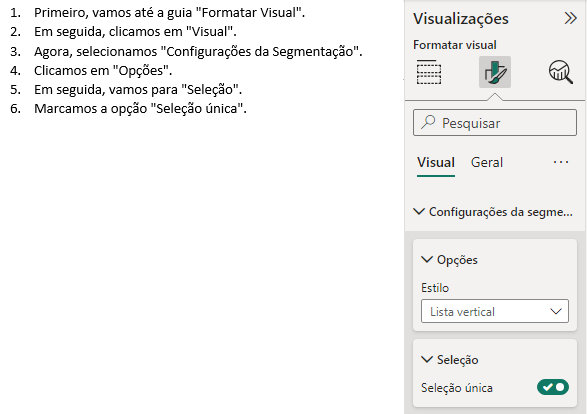 1. Primeiro, vamos até a guia "Formatar Visual".
2. Em seguida, clicamos em "Visual".
3. Agora, selecionamos "Configurações da Segmentação".
4. Clicamos em "Opções".
5. Em seguida, vamos para "Seleção".
6. Marcamos a opção "Seleção única".
Visualizações
Formatar visual
Pesquisar
Visual Geral ...
Configurações da segme...
Opções
Estilo
Lista vertical
Seleção
Seleção única